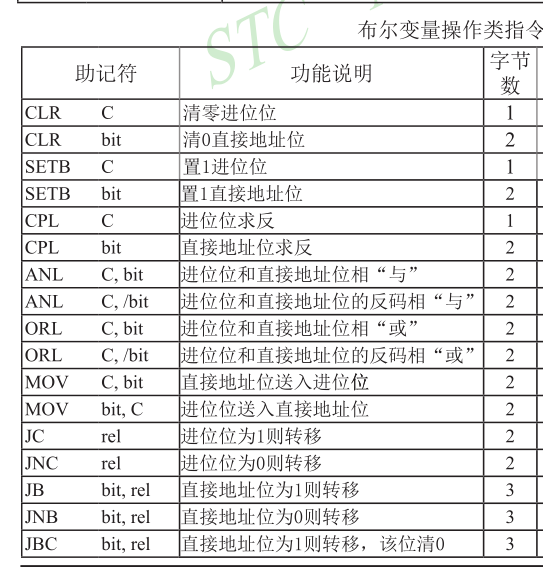 STC
布尔变量操作类指令
助记符 功能说明 字节数
CLR C 清零进位位 1
CLR bit 清0直接地址位 2
SETB C 置1进位位 1
SETB bit 置1直接地址位 2
CPL C 进位位求反 1
CPL bit 直接地址位求反 2
ANL C, bit 进位位和直接地址位相“与” 2
ANL C, /bit 进位位和直接地址位的反码相“与” 2
ORL C, bit 进位位和直接地址位相“或” 2
ORL C, /bit 进位位和直接地址位的反码相“或” 2
MOV C, bit 直接地址位送入进位位 2
MOV bit, C 进位位送入直接地址位 2
JC rel 进位位为1则转移 2
JNC rel 进位位为0则转移 2
JB bit, rel 直接地址位为1则转移 3
JNB bit, rel 直接地址位为0则转移 3
JBC bit, rel 直接地址位为1则转移，该位清0 3